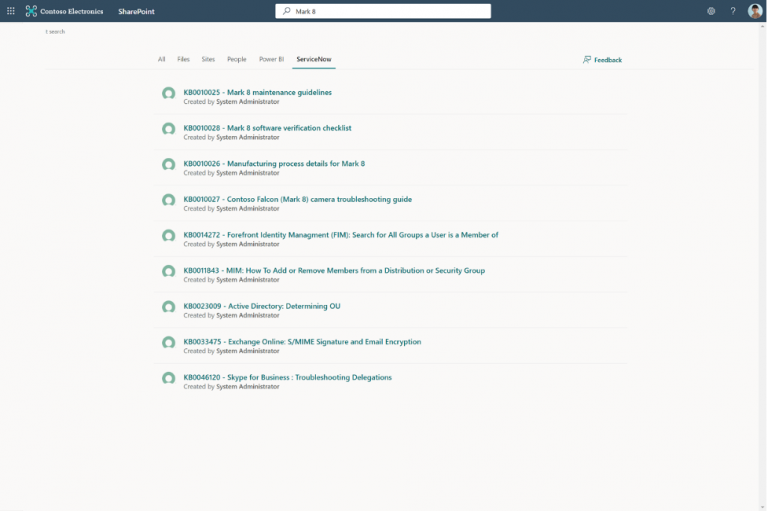 Contoso Electronics SharePoint Mark 8 ?
search
All Files Sites People Power BI ServiceNow Feedback
KB0010025 - Mark 8 maintenance guidelines
Created by System Administrator
KB0010028 - Mark 8 software verification checklist
Created by System Administrator
KB0010026 - Manufacturing process details for Mark 8
Created by System Administrator
KB0010027 - Contoso Falcon (Mark 8) camera troubleshooting guide
Created by System Administrator
KB0014272 - Forefront Identity Managment (FIM): Search for All Groups a User is a Member of
Created by System Administrator
KB0011843 - MIM: How To Add or Remove Members from a Distribution or Security Group
Created by System Administrator
KB0023009 - Active Directory: Determining OU
Created by System Administrator
KB0033475 - Exchange Online: S/MIME Signature and Email Encryption
Created by System Administrator
KB0046120 - Skype for Business : Troubleshooting Delegations
Created by System Administrator